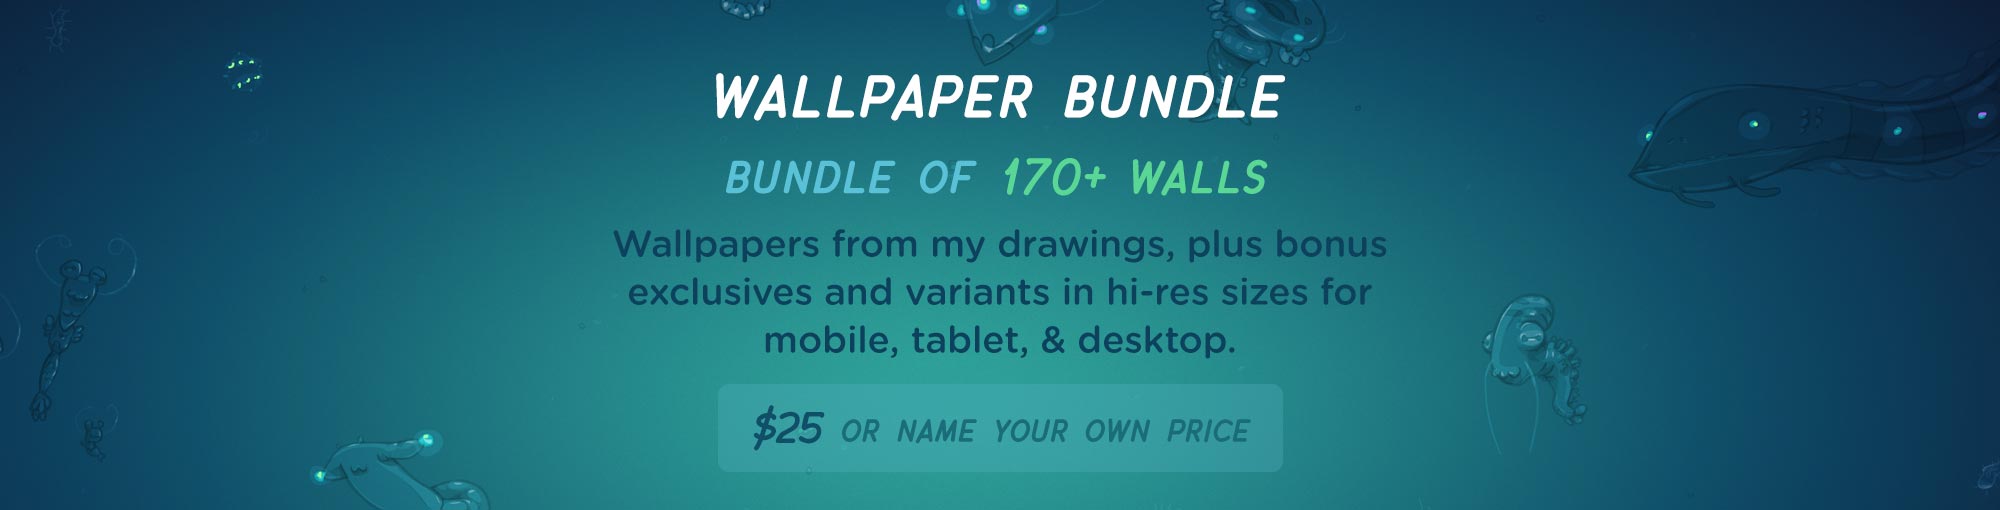 WALLPAPER BUNDLE
BUNDLE OF 170+ WALLS
Wallpapers from my drawings, plus bonus
exclusives and variants in hi-res sizes for
mobile, tablet, & desktop.
$25 OR NAME YOUR OWN PRICE